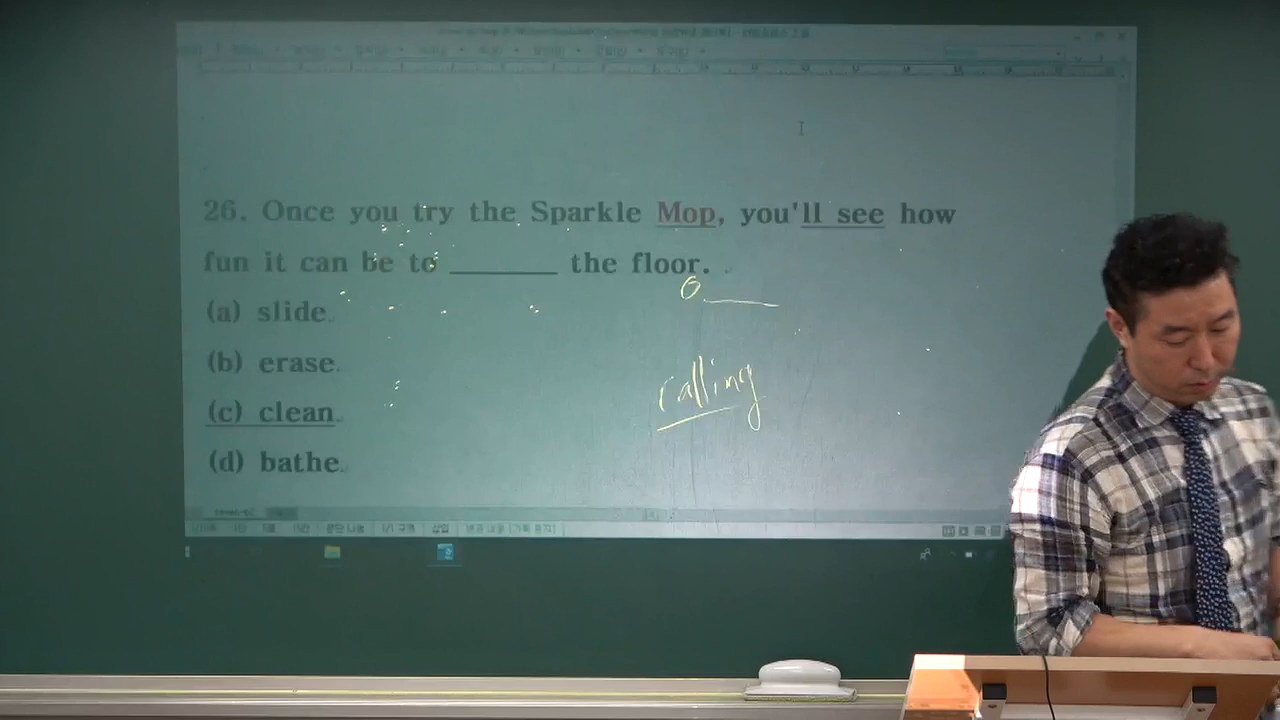 26. Once you try the Sparkle Mop, you'll see how
fun it can be to ______ the floor.
(a) slide
(b) erase
(c) clean
(d) bathe
calling